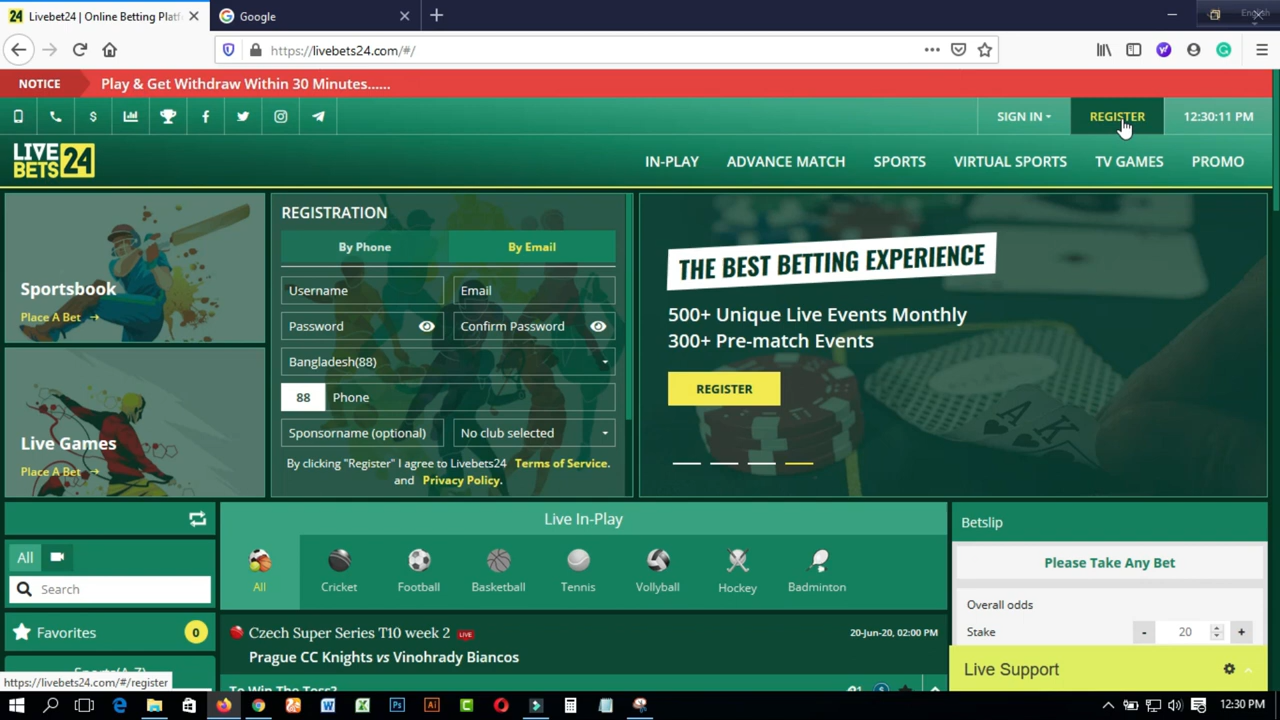 Livebet24 | Online Betting Platf
Google
English
https://livebets24.com/#/
NOTICE
Play & Get Withdraw Within 30 Minutes......
SIGN IN
REGISTER
12:30:11 PM
LIVE BETS 24
IN-PLAY
ADVANCE MATCH
SPORTS
VIRTUAL SPORTS
TV GAMES
PROMO
Sportsbook
Place A Bet
Live Games
Place A Bet
REGISTRATION
By Phone
By Email
Username
Email
Password
Confirm Password
Bangladesh(88)
88
Phone
Sponsorname (optional)
No club selected
By clicking "Register" I agree to Livebets24 Terms of Service.
and Privacy Policy.
THE BEST BETTING EXPERIENCE
500+ Unique Live Events Monthly
300+ Pre-match Events
REGISTER
All
Search
Favorites
0
Sports(A-Z)
https://livebets24.com/#/register
Live In-Play
All
Cricket
Football
Basketball
Tennis
Vollyball
Hockey
Badminton
Czech Super Series T10 week 2 LIVE
20-Jun-20, 02:00 PM
Prague CC Knights vs Vinohrady Biancos
To Win The Toss?
Betslip
Please Take Any Bet
Overall odds
Stake
-
20
+
Live Support
12:30 PM